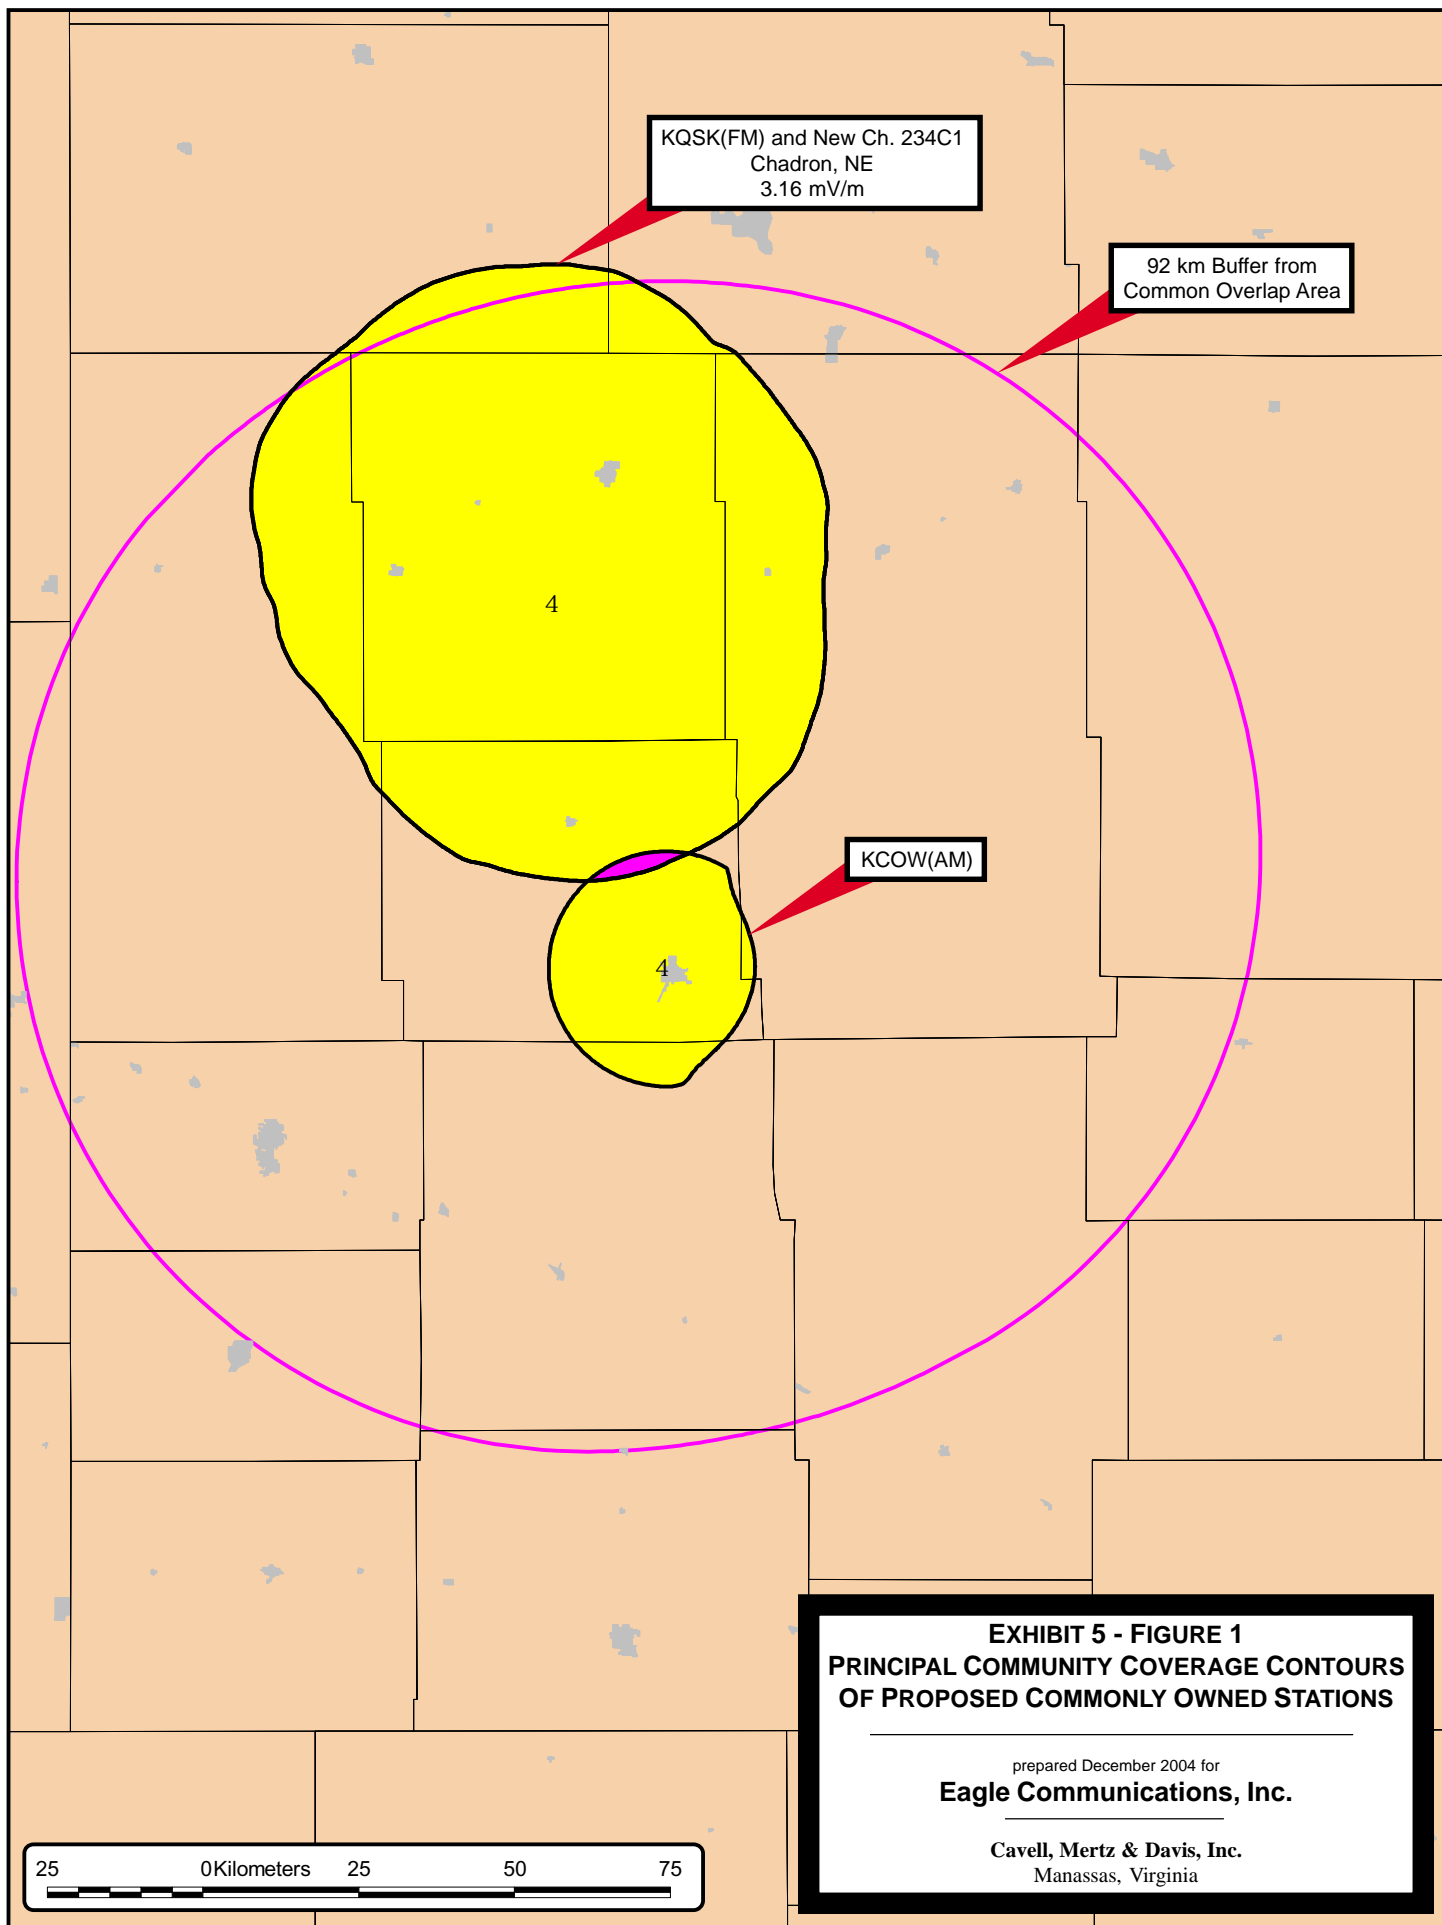 KQSK(FM) and New Ch. 234C1
Chadron, NE
3.16 mV/m
92 km Buffer from
Common Overlap Area
4
KCOW(AM)
4
EXHIBIT 5 - FIGURE 1
PRINCIPAL COMMUNITY COVERAGE CONTOURS
OF PROPOSED COMMONLY OWNED STATIONS
prepared December 2004 for
Eagle Communications, Inc.
Cavell, Mertz & Davis, Inc.
Manassas, Virginia
25 0 Kilometers 25 50 75